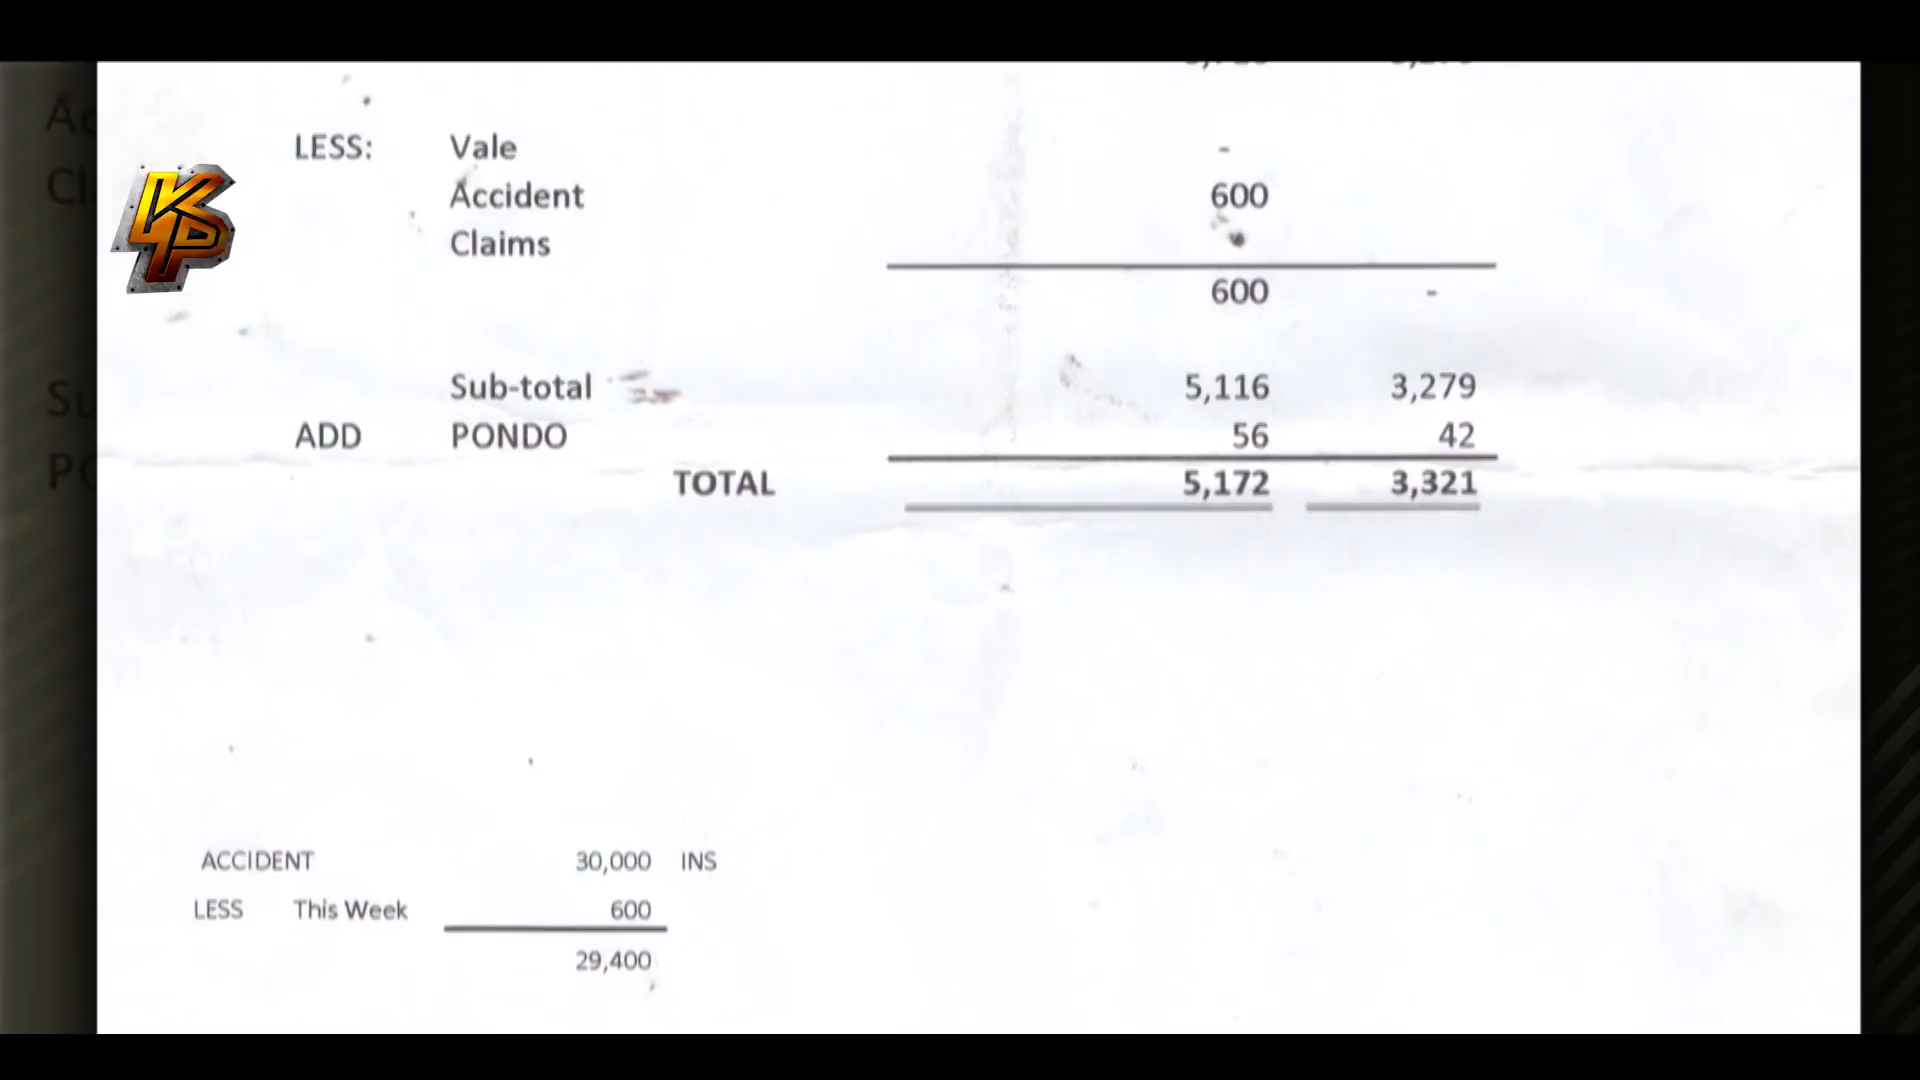 LESS: Vale -
Accident 600
Claims
600 -
Sub-total 5,116 3,279
ADD PONDO 56 42
TOTAL 5,172 3,321
ACCIDENT 30,000 INS
LESS This Week 600
29,400
KP